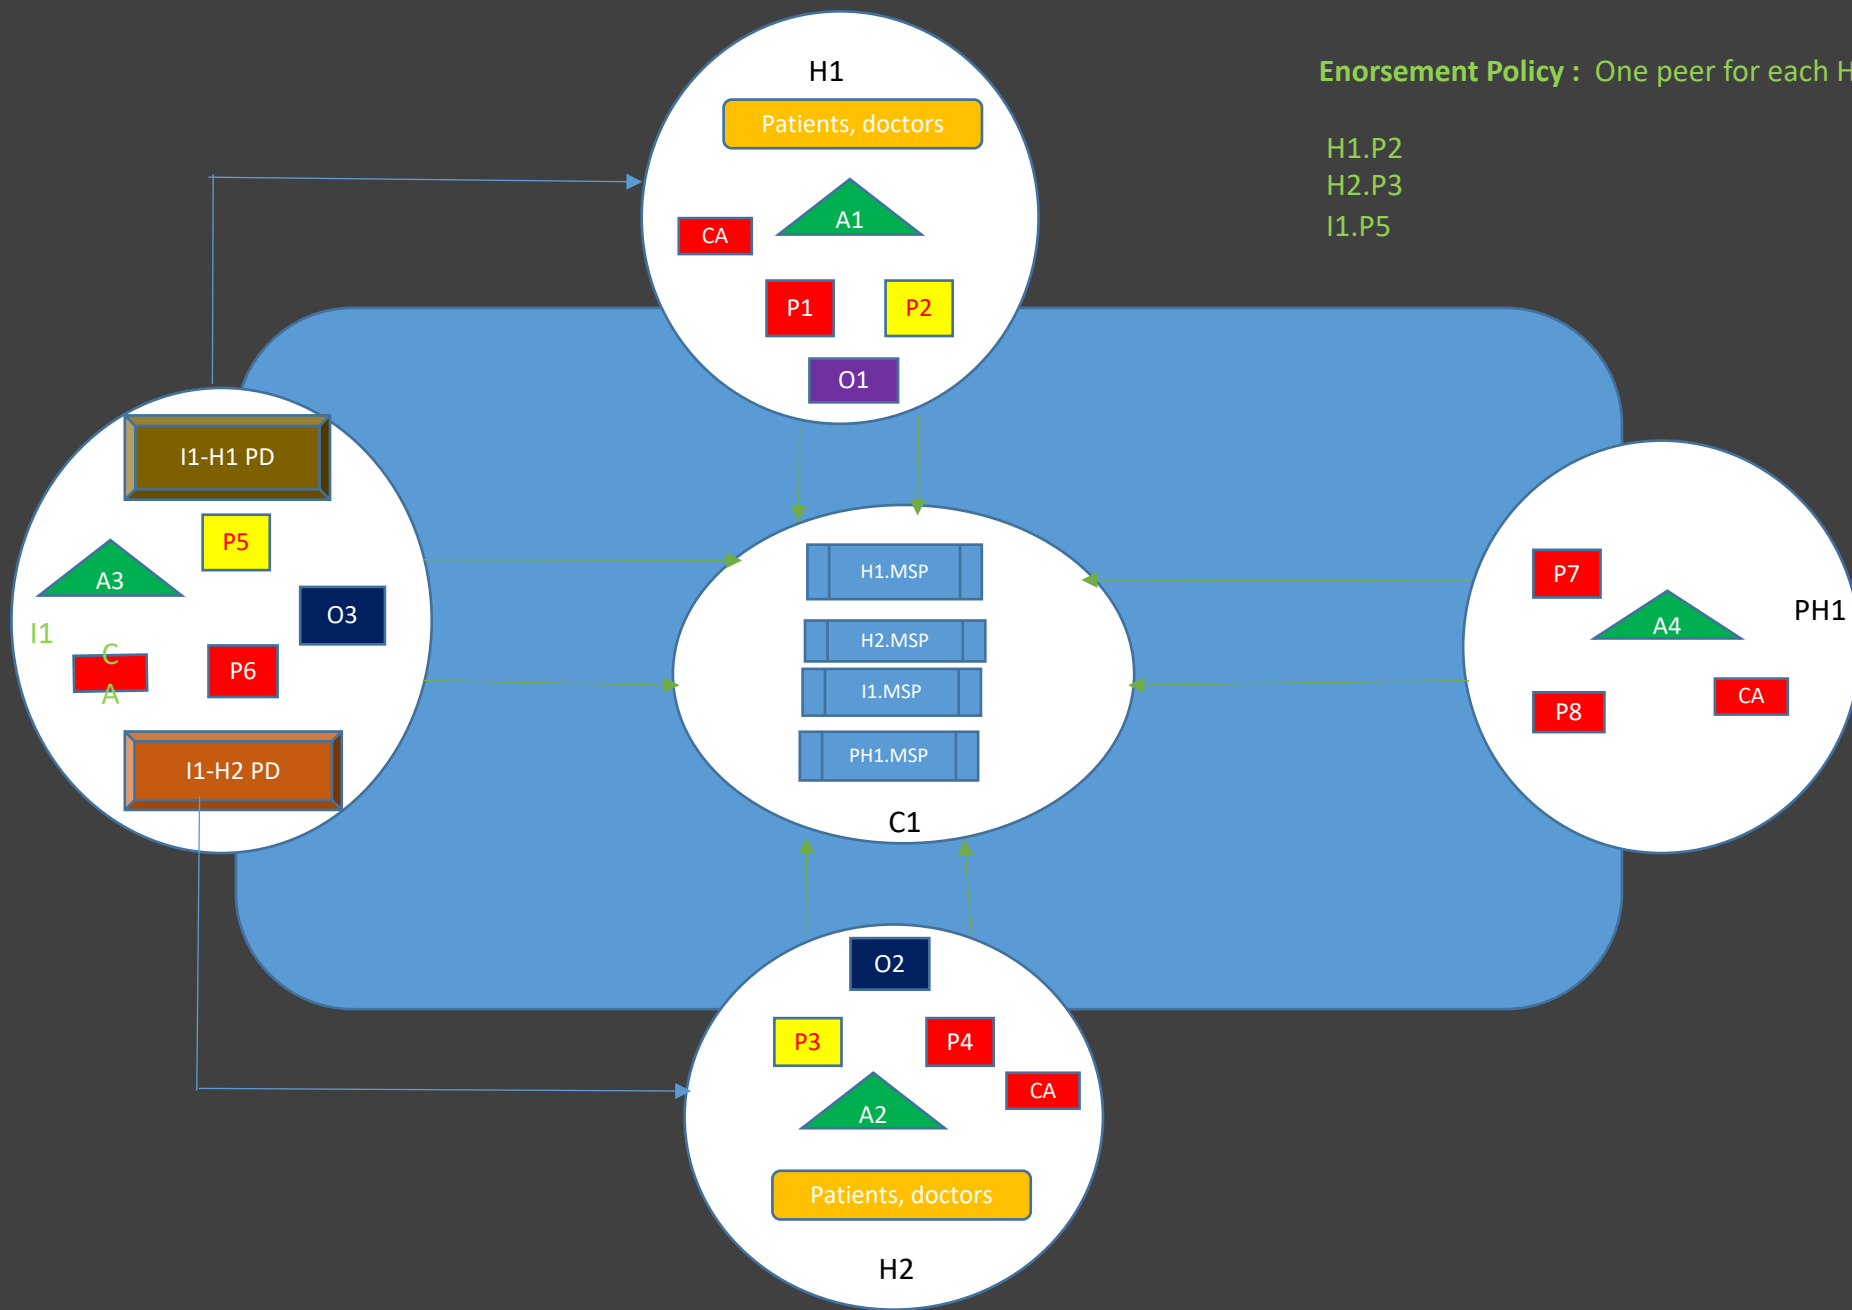 H1
Enorsement Policy : One peer for each H
Patients, doctors
H1.P2
H2.P3
I1.P5
A1
CA
P1
P2
O1
I1-H1 PD
P5
A3
O3
I1
C
A
P6
I1-H2 PD
H1.MSP
H2.MSP
I1.MSP
PH1.MSP
C1
P7
PH1
A4
P8
CA
O2
P3
P4
CA
A2
Patients, doctors
H2